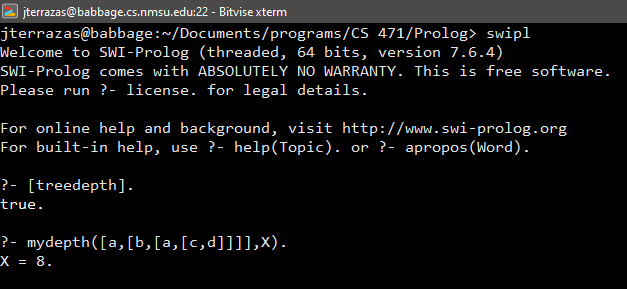 jterrazas@babbage.cs.nmsu.edu:22 - Bitvise xterm
jterrazas@babbage:~/Documents/programs/CS 471/Prolog> swipl
Welcome to SWI-Prolog (threaded, 64 bits, version 7.6.4)
SWI-Prolog comes with ABSOLUTELY NO WARRANTY. This is free software.
Please run ?- license. for legal details.
For online help and background, visit http://www.swi-prolog.org
For built-in help, use ?- help(Topic). or ?- apropos(Word).
?- [treedepth].
true.
?- mydepth([a,[b,[a,[c,d]]]],X).
X = 8.